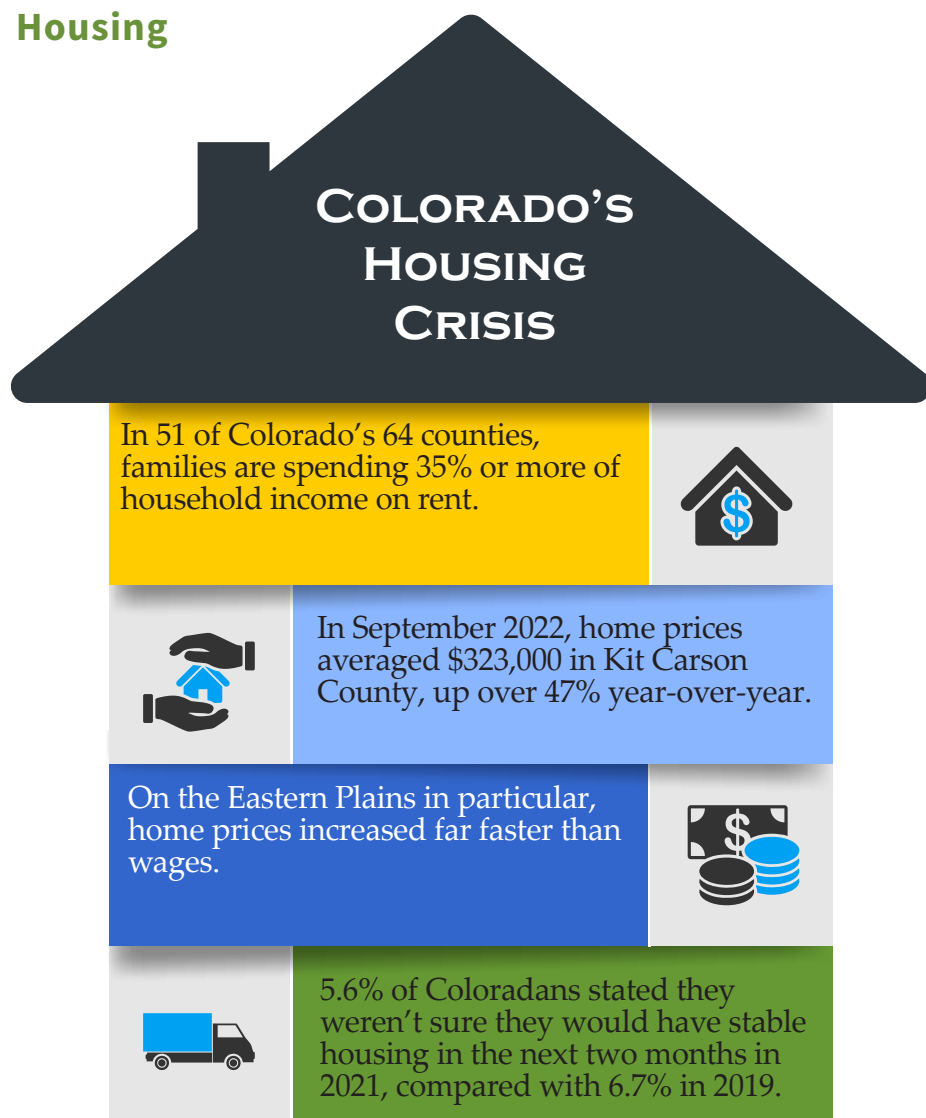 Housing
Colorado's
Housing
Crisis
In 51 of Colorado's 64 counties,
families are spending 35% or more of
household income on rent.
$
In September 2022, home prices
averaged $323,000 in Kit Carson
County, up over 47% year-over-year.
On the Eastern Plains in particular,
home prices increased far faster than
wages.
$
5.6% of Coloradans stated they
weren't sure they would have stable
housing in the next two months in
2021, compared with 6.7% in 2019.